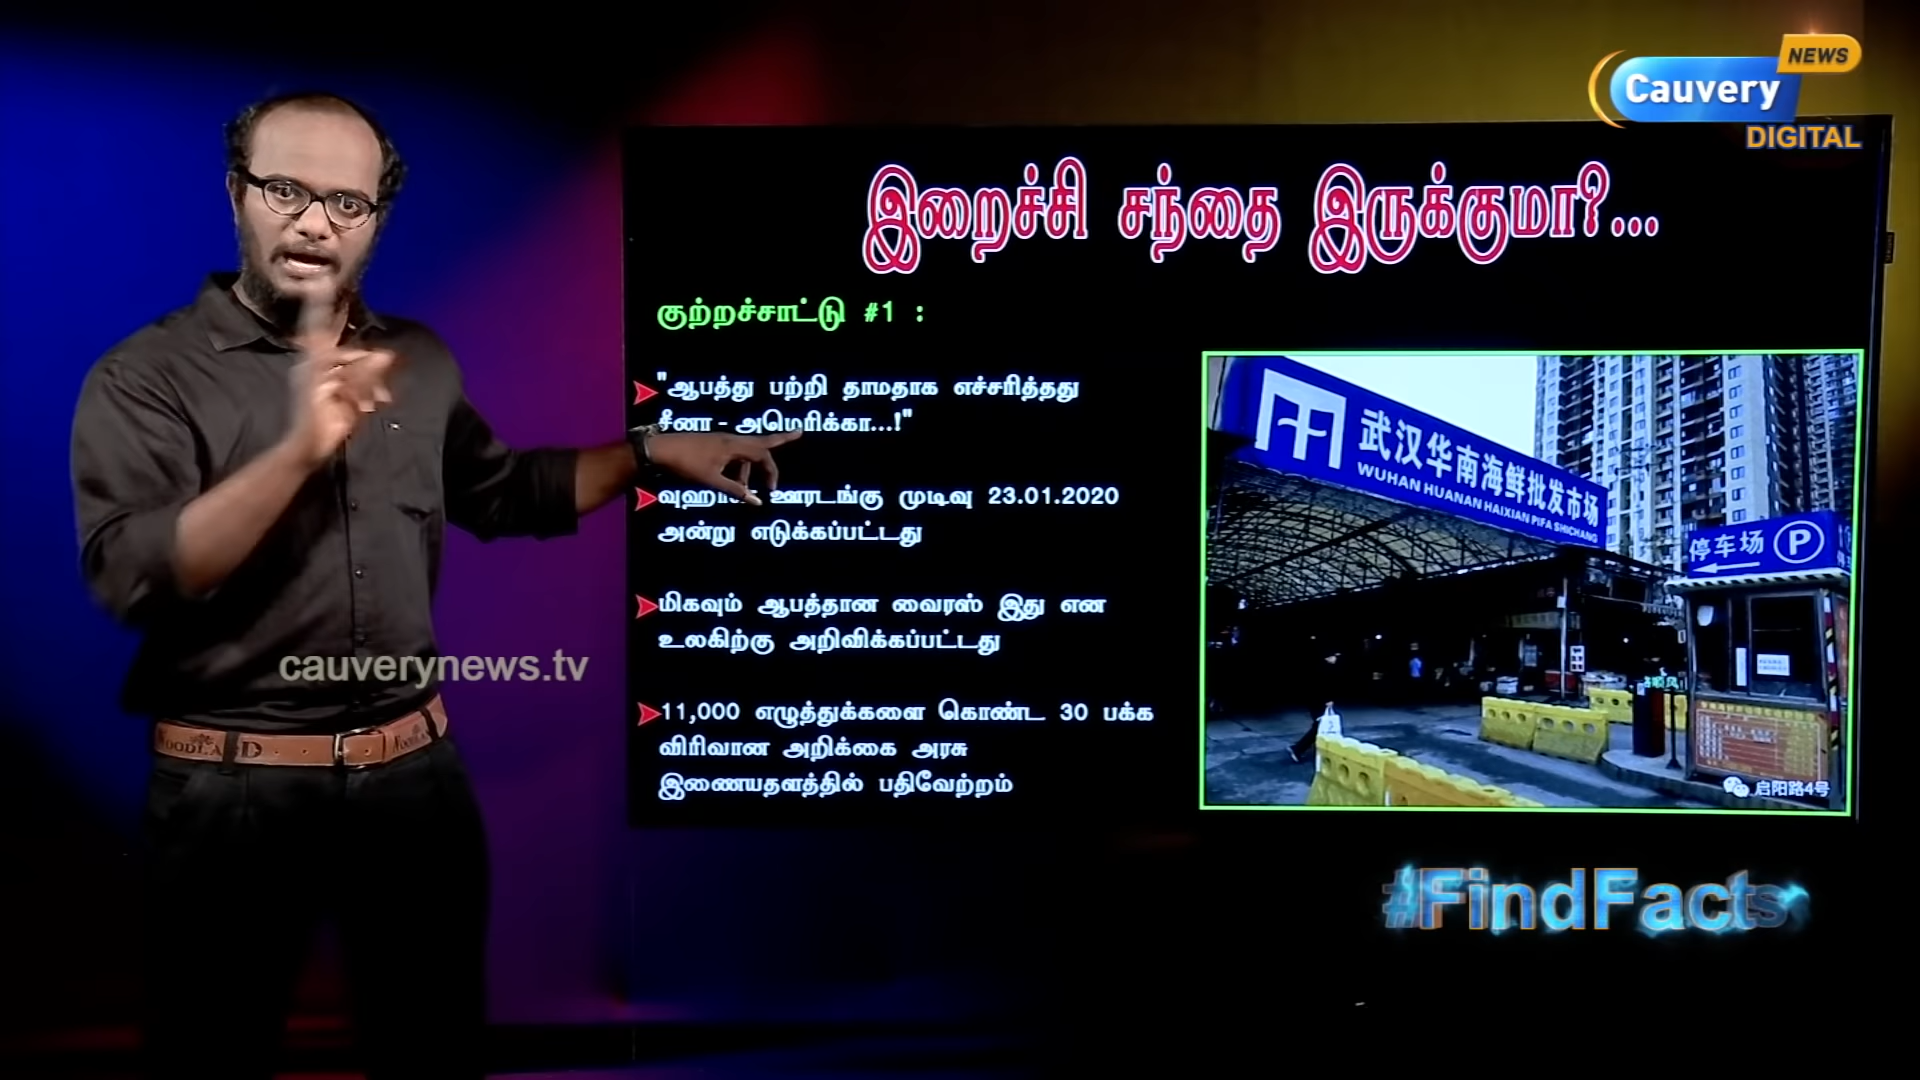 NEWS
Cauvery
DIGITAL
இறைச்சி சந்தை இருக்குமா?...
குற்றச்சாட்டு #1 :
"ஆபத்து பற்றி தாமதாக எச்சரித்தது
சீனா - அமெரிக்கா...!"
ஊரடங்கு முடிவு 23.01.2020
அன்று எடுக்கப்பட்டது
மிகவும் ஆபத்தான வைரஸ் இது என
உலகிற்கு அறிவிக்கப்பட்டது
11,000 எழுத்துக்களை கொண்ட 30 பக்க
விரிவான அறிக்கை அரசு
இணையதளத்தில் பதிவேற்றம்
武汉华南海鲜批发市场
WUHAN HUANAN HAIXIAN PIFA SHICHANG
停车场 P
启阳路4号
cauverynews.tv
WOODLAND
#FindFacts